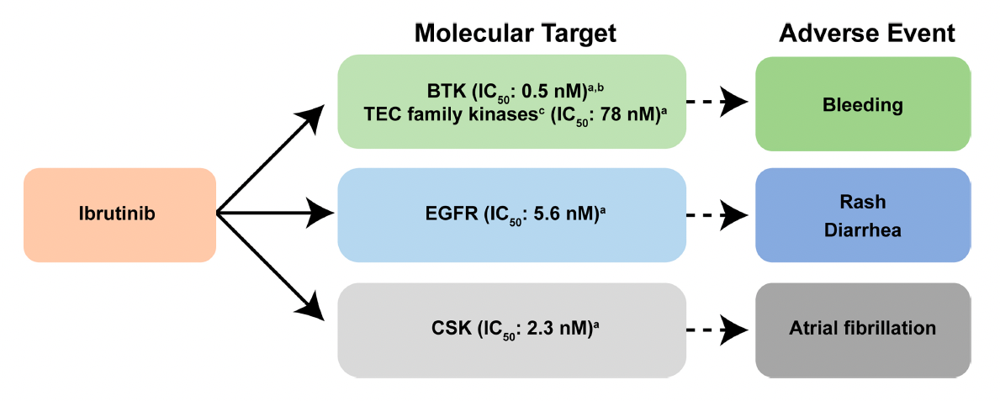 Molecular Target
Adverse Event
Ibrutinib
BTK (IC₅₀: 0.5 nM)ᵃ,ᵇ
TEC family kinasesᶜ (IC₅₀: 78 nM)ᵃ
Bleeding
EGFR (IC₅₀: 5.6 nM)ᵃ
Rash
Diarrhea
CSK (IC₅₀: 2.3 nM)ᵃ
Atrial fibrillation